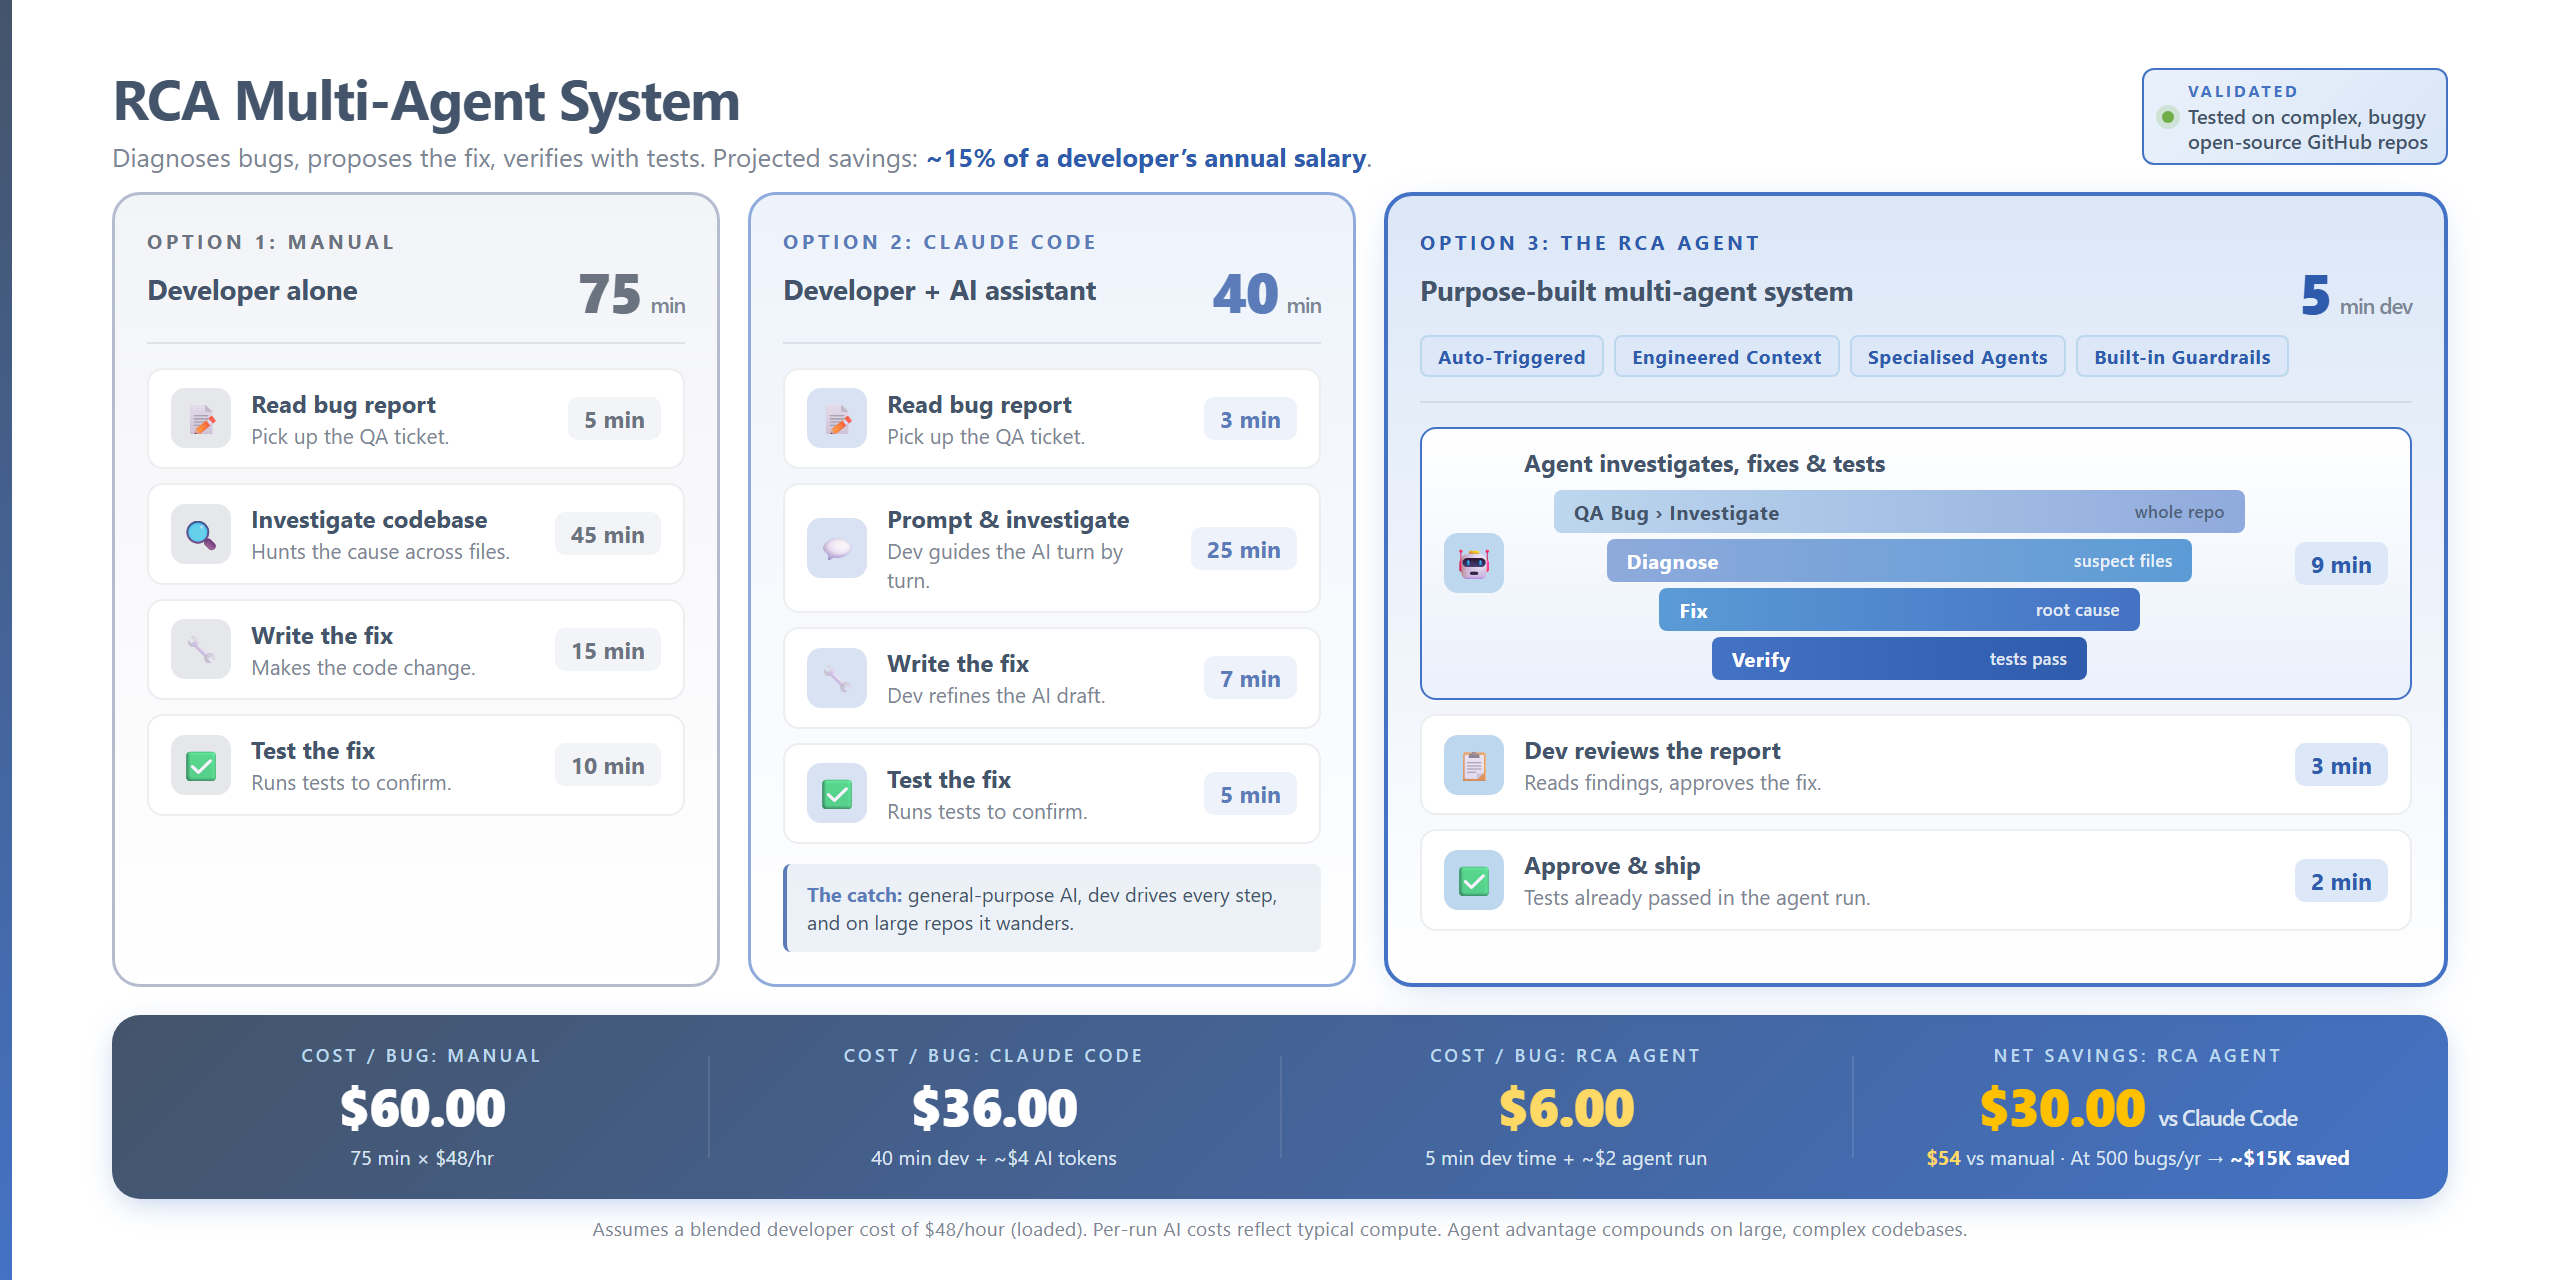 RCA Multi-Agent System
Diagnoses bugs, proposes the fix, verifies with tests. Projected savings: ~15% of a developer’s annual salary.
VALIDATED
Tested on complex, buggy
open-source GitHub repos
OPTION 1: MANUAL
Developer alone
75 min
Read bug report
Pick up the QA ticket.
5 min
Investigate codebase
Hunts the cause across files.
45 min
Write the fix
Makes the code change.
15 min
Test the fix
Runs tests to confirm.
10 min
OPTION 2: CLAUDE CODE
Developer + AI assistant
40 min
Read bug report
Pick up the QA ticket.
3 min
Prompt & investigate
Dev guides the AI turn by
turn.
25 min
Write the fix
Dev refines the AI draft.
7 min
Test the fix
Runs tests to confirm.
5 min
The catch: general-purpose AI, dev drives every step,
and on large repos it wanders.
OPTION 3: THE RCA AGENT
Purpose-built multi-agent system
5 min dev
Auto-Triggered
Engineered Context
Specialised Agents
Built-in Guardrails
Agent investigates, fixes & tests
QA Bug › Investigate
whole repo
Diagnose
suspect files
Fix
root cause
Verify
tests pass
9 min
Dev reviews the report
Reads findings, approves the fix.
3 min
Approve & ship
Tests already passed in the agent run.
2 min
COST / BUG: MANUAL
$60.00
75 min × $48/hr
COST / BUG: CLAUDE CODE
$36.00
40 min dev + ~$4 AI tokens
COST / BUG: RCA AGENT
$6.00
5 min dev time + ~$2 agent run
NET SAVINGS: RCA AGENT
$30.00 vs Claude Code
$54 vs manual · At 500 bugs/yr → ~$15K saved
Assumes a blended developer cost of $48/hour (loaded). Per-run AI costs reflect typical compute. Agent advantage compounds on large, complex codebases.